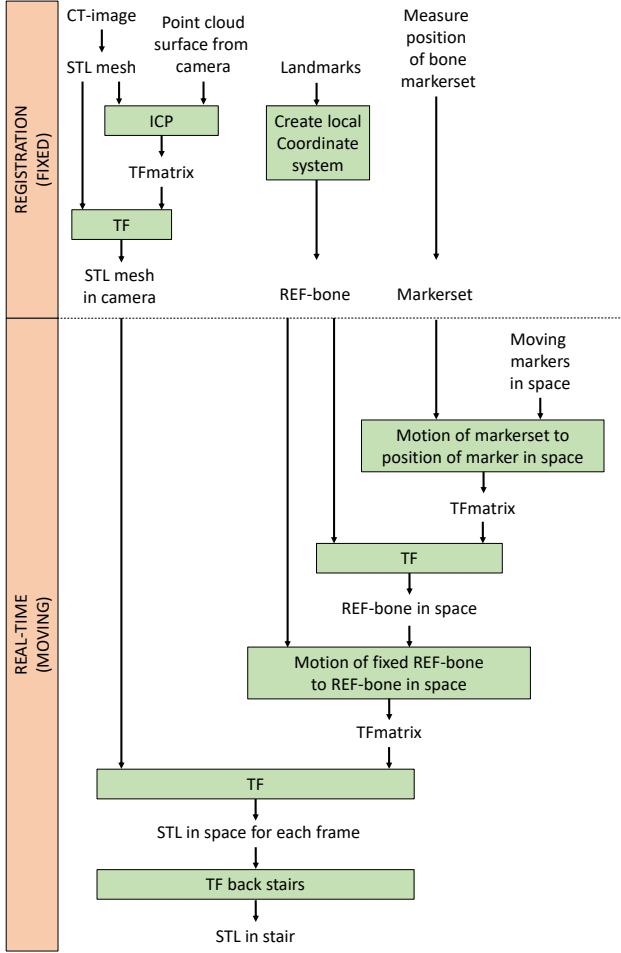 REGISTRATION
(FIXED)
CT-image
STL mesh
Point cloud
surface from
camera
ICP
TFmatrix
TF
STL mesh
in camera
Landmarks
Create local
Coordinate
system
REF-bone
Measure
position
of bone
markerset
Markerset
REAL-TIME
(MOVING)
Moving
markers
in space
Motion of markerset to
position of marker in space
TFmatrix
TF
REF-bone in space
Motion of fixed REF-bone
to REF-bone in space
TFmatrix
TF
STL in space for each frame
TF back stairs
STL in stair